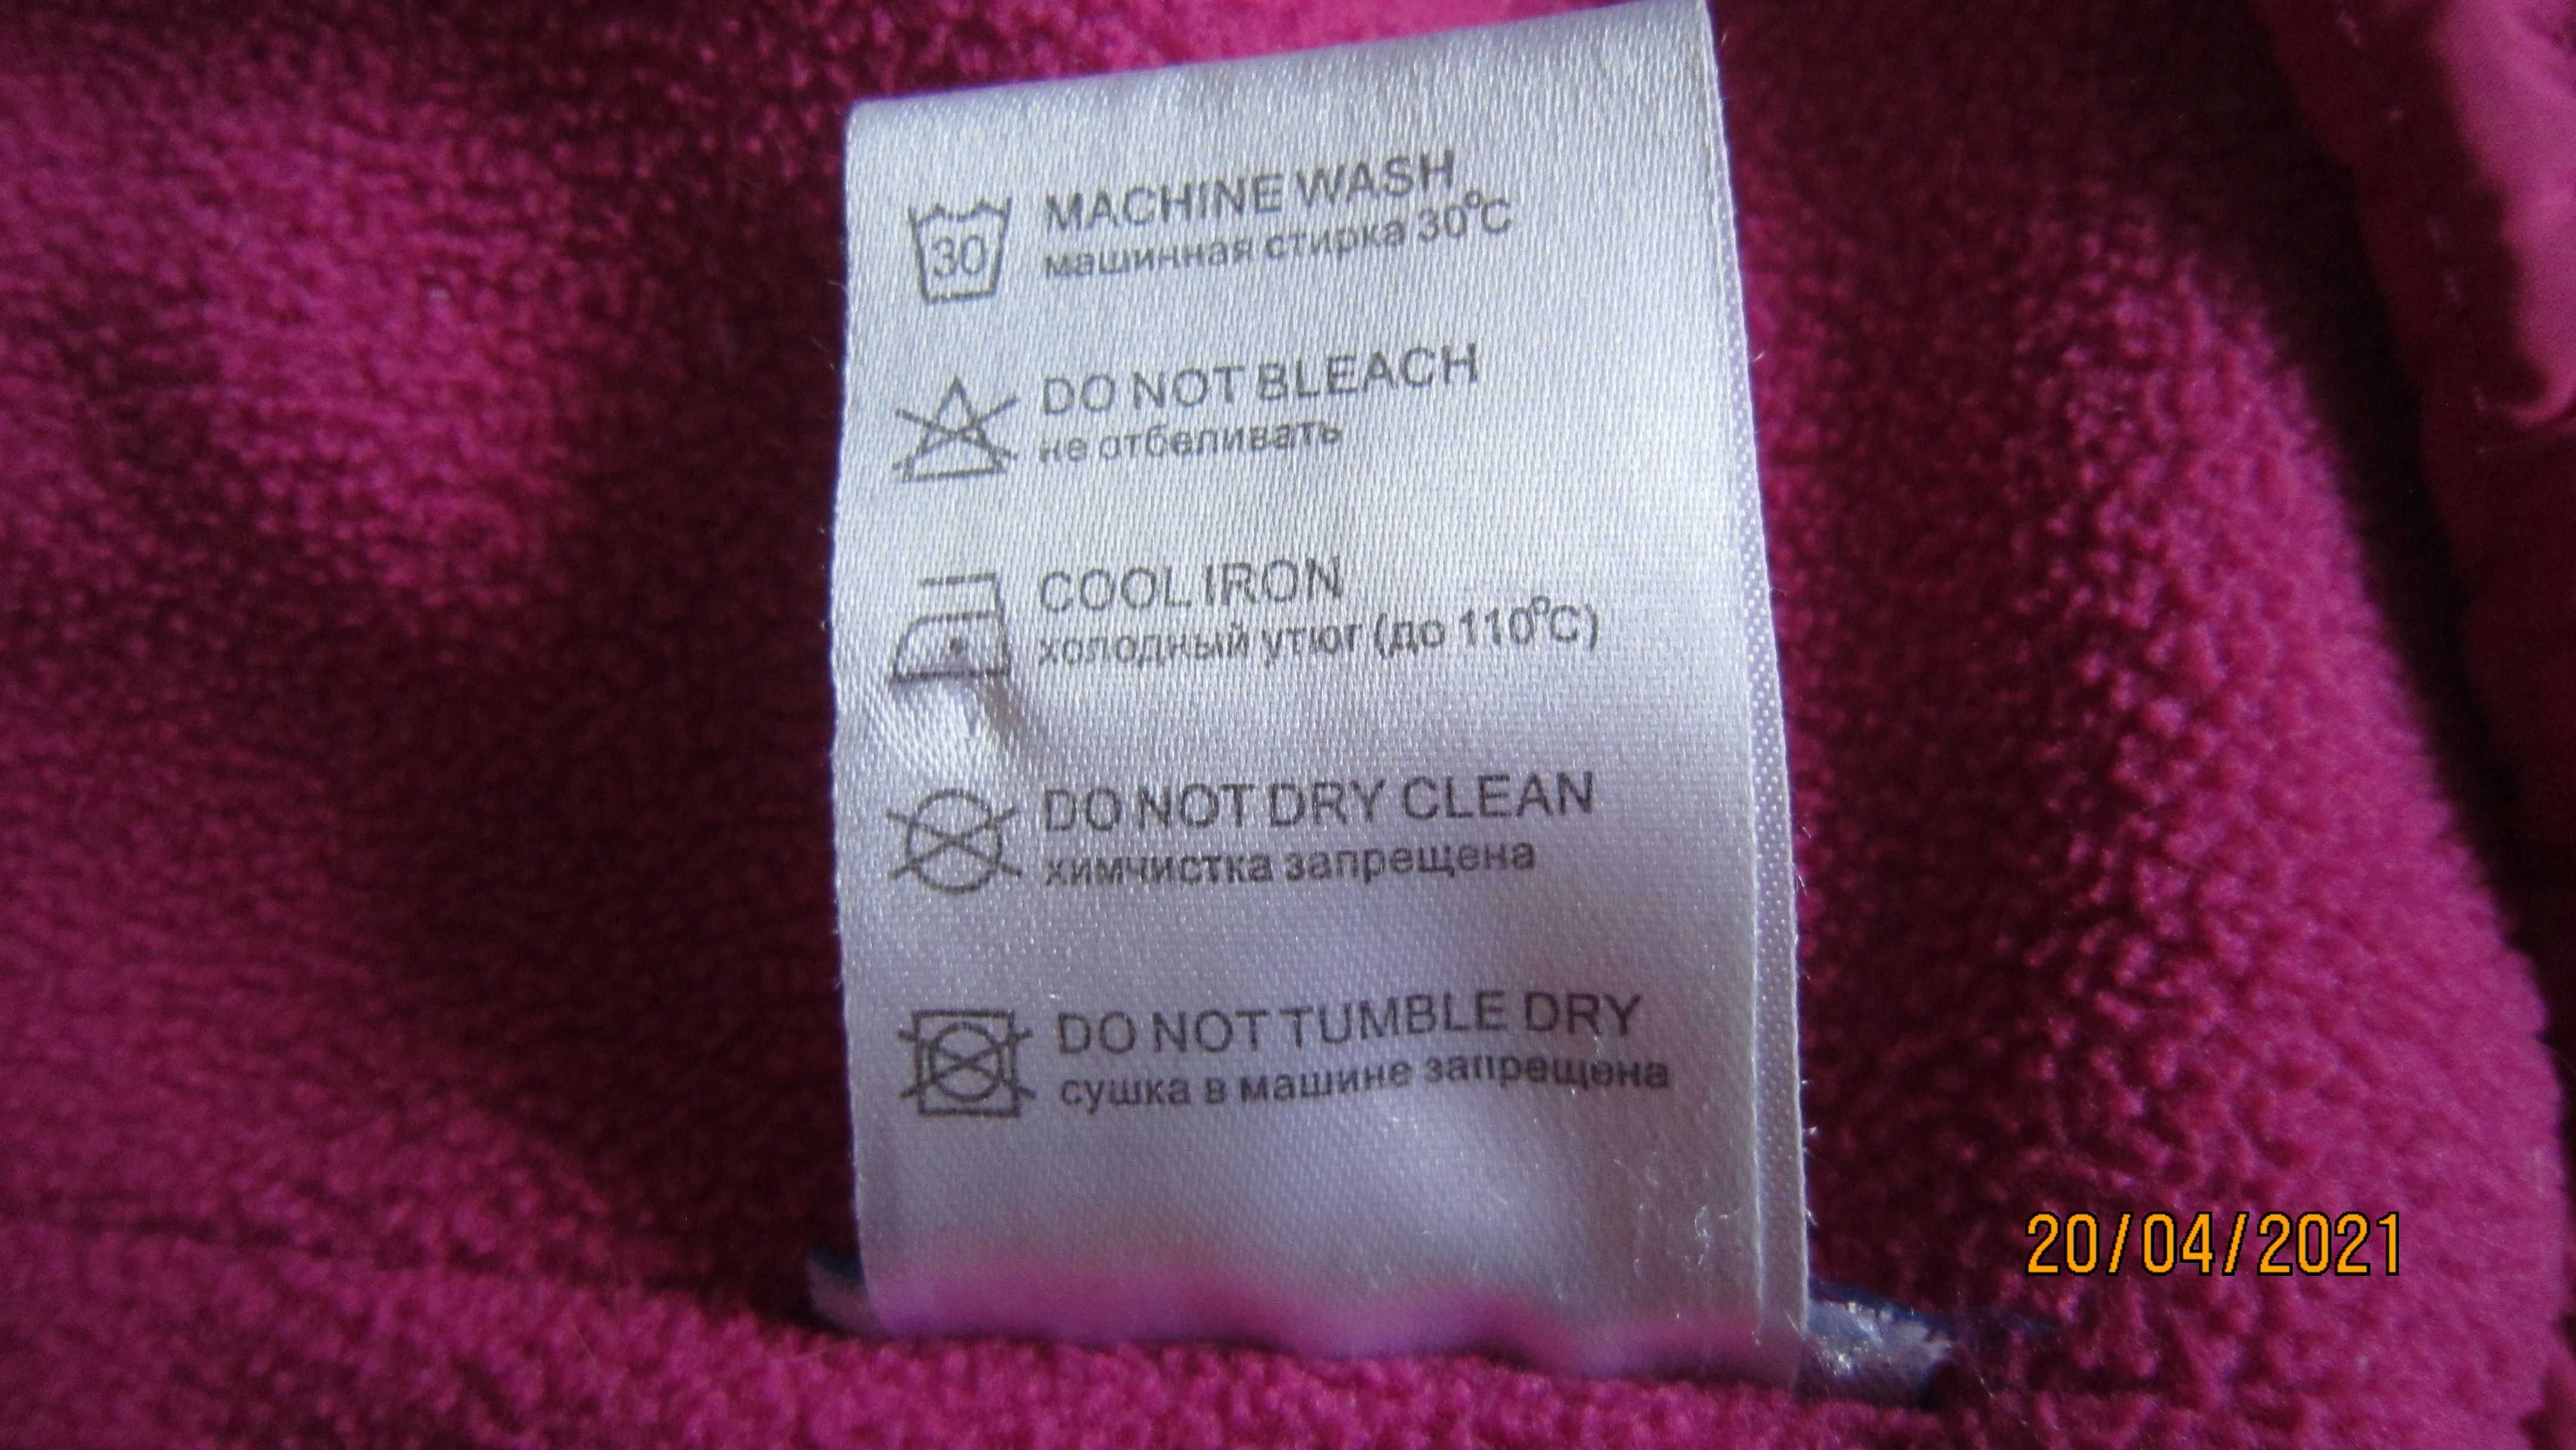 30
MACHINE WASH
машинная стирка 30°C
DO NOT BLEACH
не отбеливать
COOL IRON
холодный утюг (до 110°C)
DO NOT DRY CLEAN
химчистка запрещена
DO NOT TUMBLE DRY
сушка в машине запрещена
20/04/2021